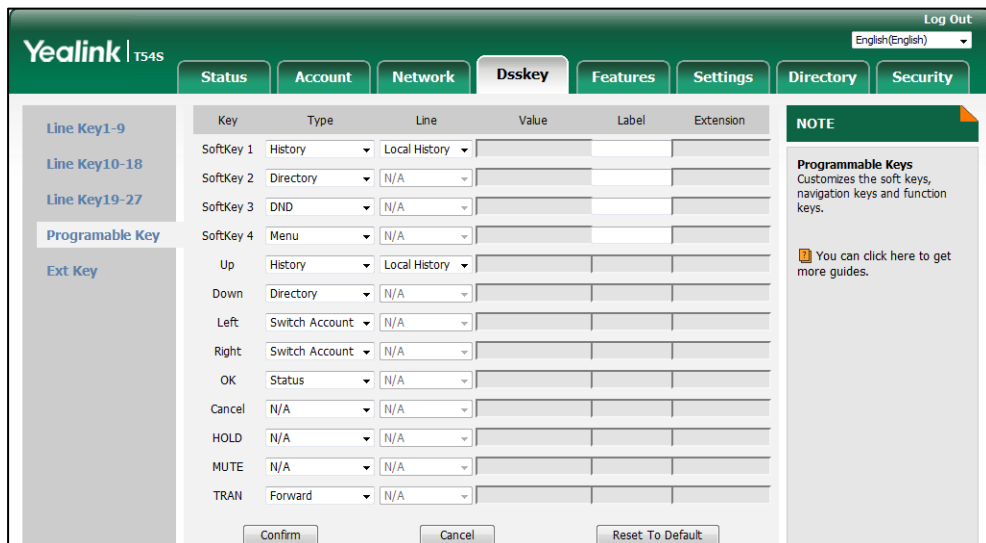 Log Out
Yealink T54S
English(English)
Status Account Network Dsskey Features Settings Directory Security
Line Key1-9
Line Key10-18
Line Key19-27
Programable Key
Ext Key
Key Type Line Value Label Extension
SoftKey 1 History Local History
SoftKey 2 Directory N/A
SoftKey 3 DND N/A
SoftKey 4 Menu N/A
Up History Local History
Down Directory N/A
Left Switch Account N/A
Right Switch Account N/A
OK Status N/A
Cancel N/A N/A
HOLD N/A N/A
MUTE N/A N/A
TRAN Forward N/A
Confirm Cancel Reset To Default
NOTE
Programmable Keys
Customizes the soft keys,
navigation keys and function
keys.
? You can click here to get
more guides.